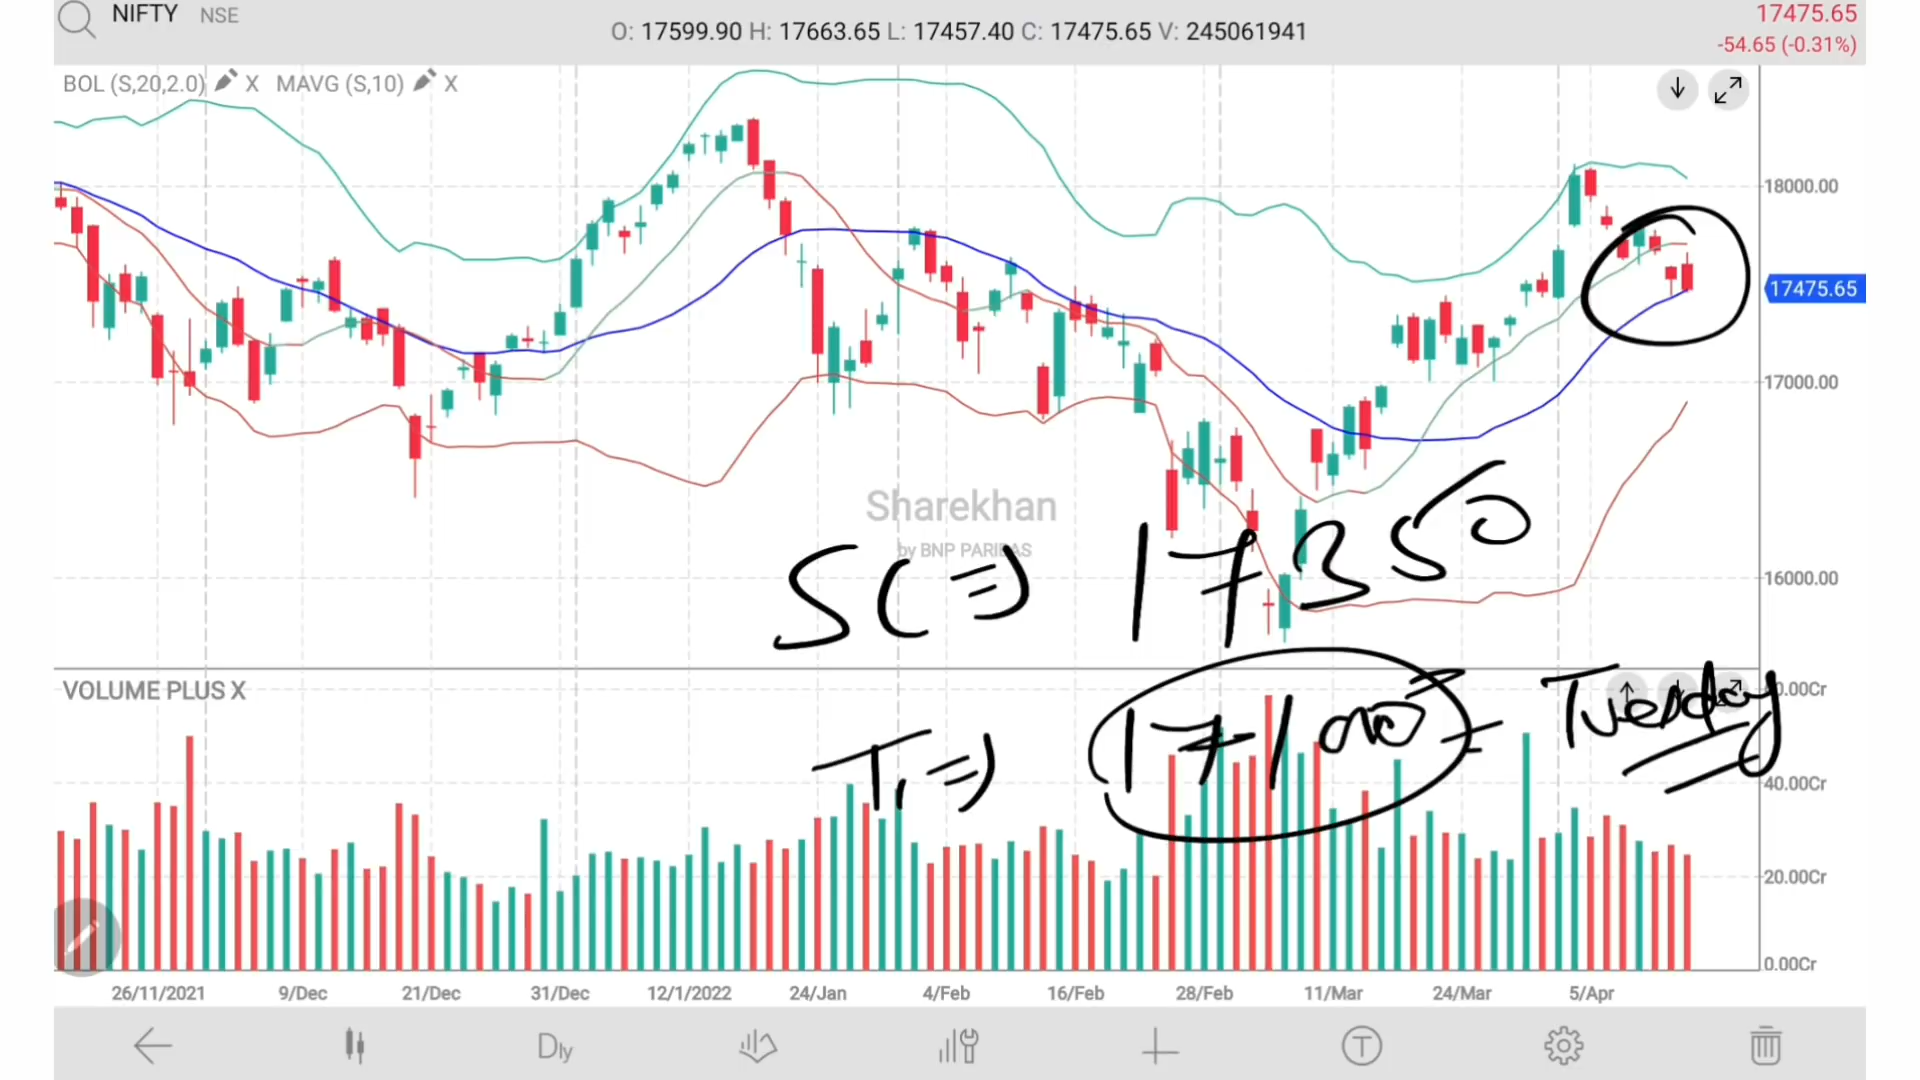 NIFTY NSE
O: 17599.90 H: 17663.65 L: 17457.40 C: 17475.65 V: 245061941
17475.65
-54.65 (-0.31%)
BOL (S,20,2.0) X MAVG (S,10) X
18000.00
17475.65
17000.00
Sharekhan
by BNP PARIBAS
16000.00
S(⇒) 17350
VOLUME PLUS X
T,⇒) 17100 = Tuesday
40.00Cr
20.00Cr
0.00Cr
26/11/2021 9/Dec 21/Dec 31/Dec 12/1/2022 24/Jan 4/Feb 16/Feb 28/Feb 11/Mar 24/Mar 5/Apr
Dly
T